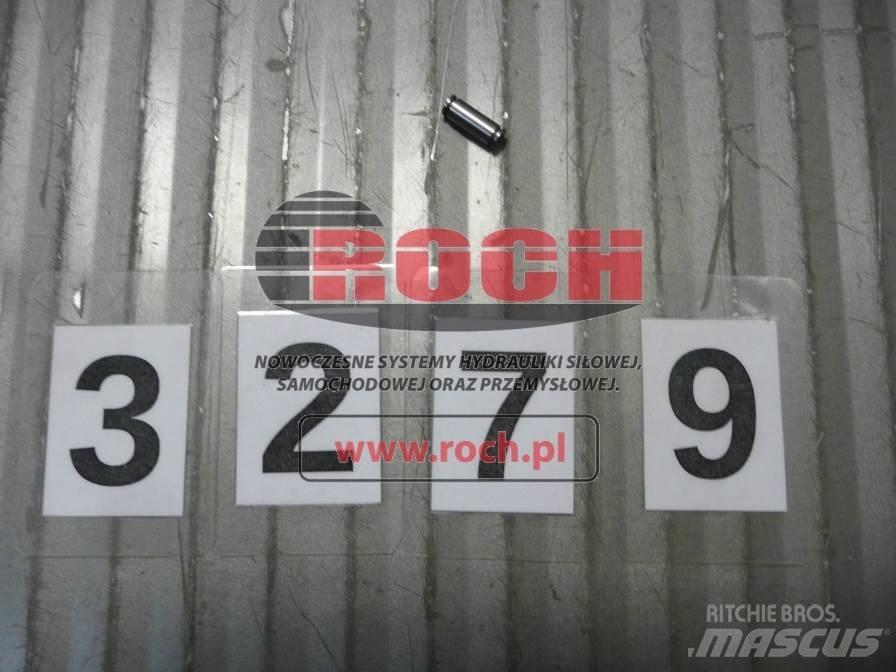 ROCH
3 2 7 9
NOWOCZESNE SYSTEMY HYDRAULIKI SIŁOWEJ,
SAMOCHODOWEJ ORAZ PRZEMYSŁOWEJ.
www.roch.pl
RITCHIE BROS.
MASCUS